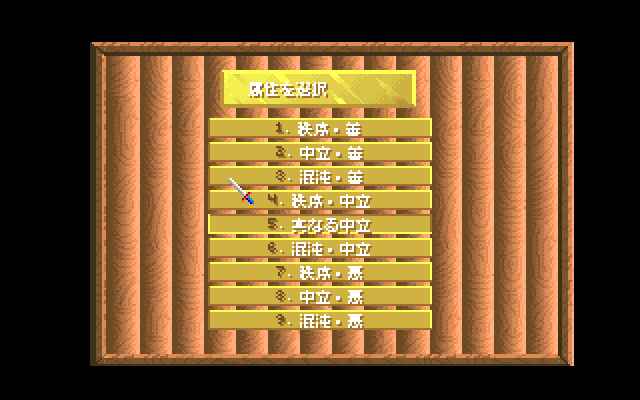 属性を選択
1. 秩序・善
2. 中立・善
3. 混沌・善
4. 秩序・中立
5. 真なる中立
6. 混沌・中立
7. 秩序・悪
8. 中立・悪
9. 混沌・悪